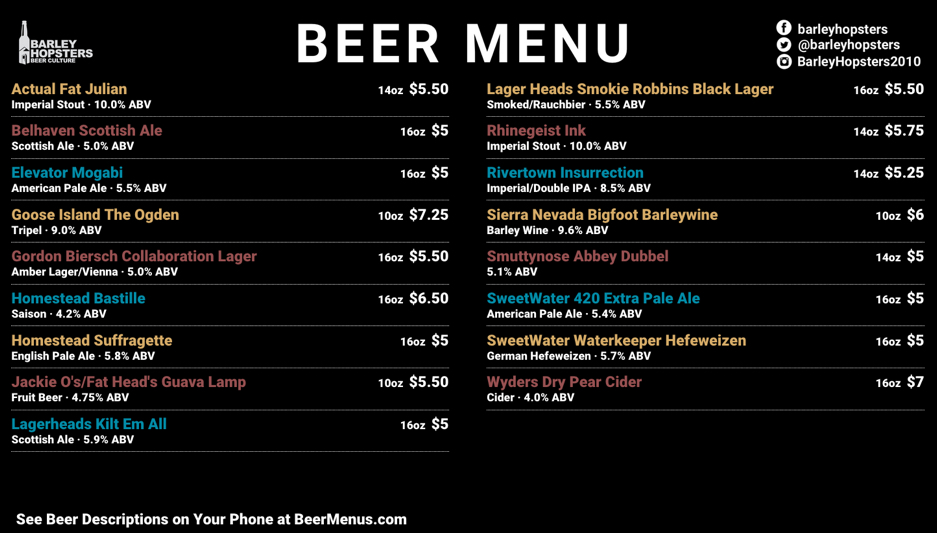 BARLEY
HOPSTERS
BEER CULTURE
BEER MENU
barleyhopsters
@barleyhopsters
BarleyHopsters2010
Actual Fat Julian 14oz $5.50
Imperial Stout · 10.0% ABV
Belhaven Scottish Ale 16oz $5
Scottish Ale · 5.0% ABV
Elevator Mogabi 16oz $5
American Pale Ale · 5.5% ABV
Goose Island The Ogden 10oz $7.25
Tripel · 9.0% ABV
Gordon Biersch Collaboration Lager 16oz $5.50
Amber Lager/Vienna · 5.0% ABV
Homestead Bastille 16oz $6.50
Saison · 4.2% ABV
Homestead Suffragette 16oz $5
English Pale Ale · 5.8% ABV
Jackie O's/Fat Head's Guava Lamp 10oz $5.50
Fruit Beer · 4.75% ABV
Lagerheads Kilt Em All 16oz $5
Scottish Ale · 5.9% ABV
Lager Heads Smokie Robbins Black Lager 16oz $5.50
Smoked/Rauchbier · 5.5% ABV
Rhinegeist Ink 14oz $5.75
Imperial Stout · 10.0% ABV
Rivertown Insurrection 14oz $5.25
Imperial/Double IPA · 8.5% ABV
Sierra Nevada Bigfoot Barleywine 10oz $6
Barley Wine · 9.6% ABV
Smuttynose Abbey Dubbel 14oz $5
5.1% ABV
SweetWater 420 Extra Pale Ale 16oz $5
American Pale Ale · 5.4% ABV
SweetWater Waterkeeper Hefeweizen 16oz $5
German Hefeweizen · 5.7% ABV
Wyders Dry Pear Cider 16oz $7
Cider · 4.0% ABV
See Beer Descriptions on Your Phone at BeerMenus.com